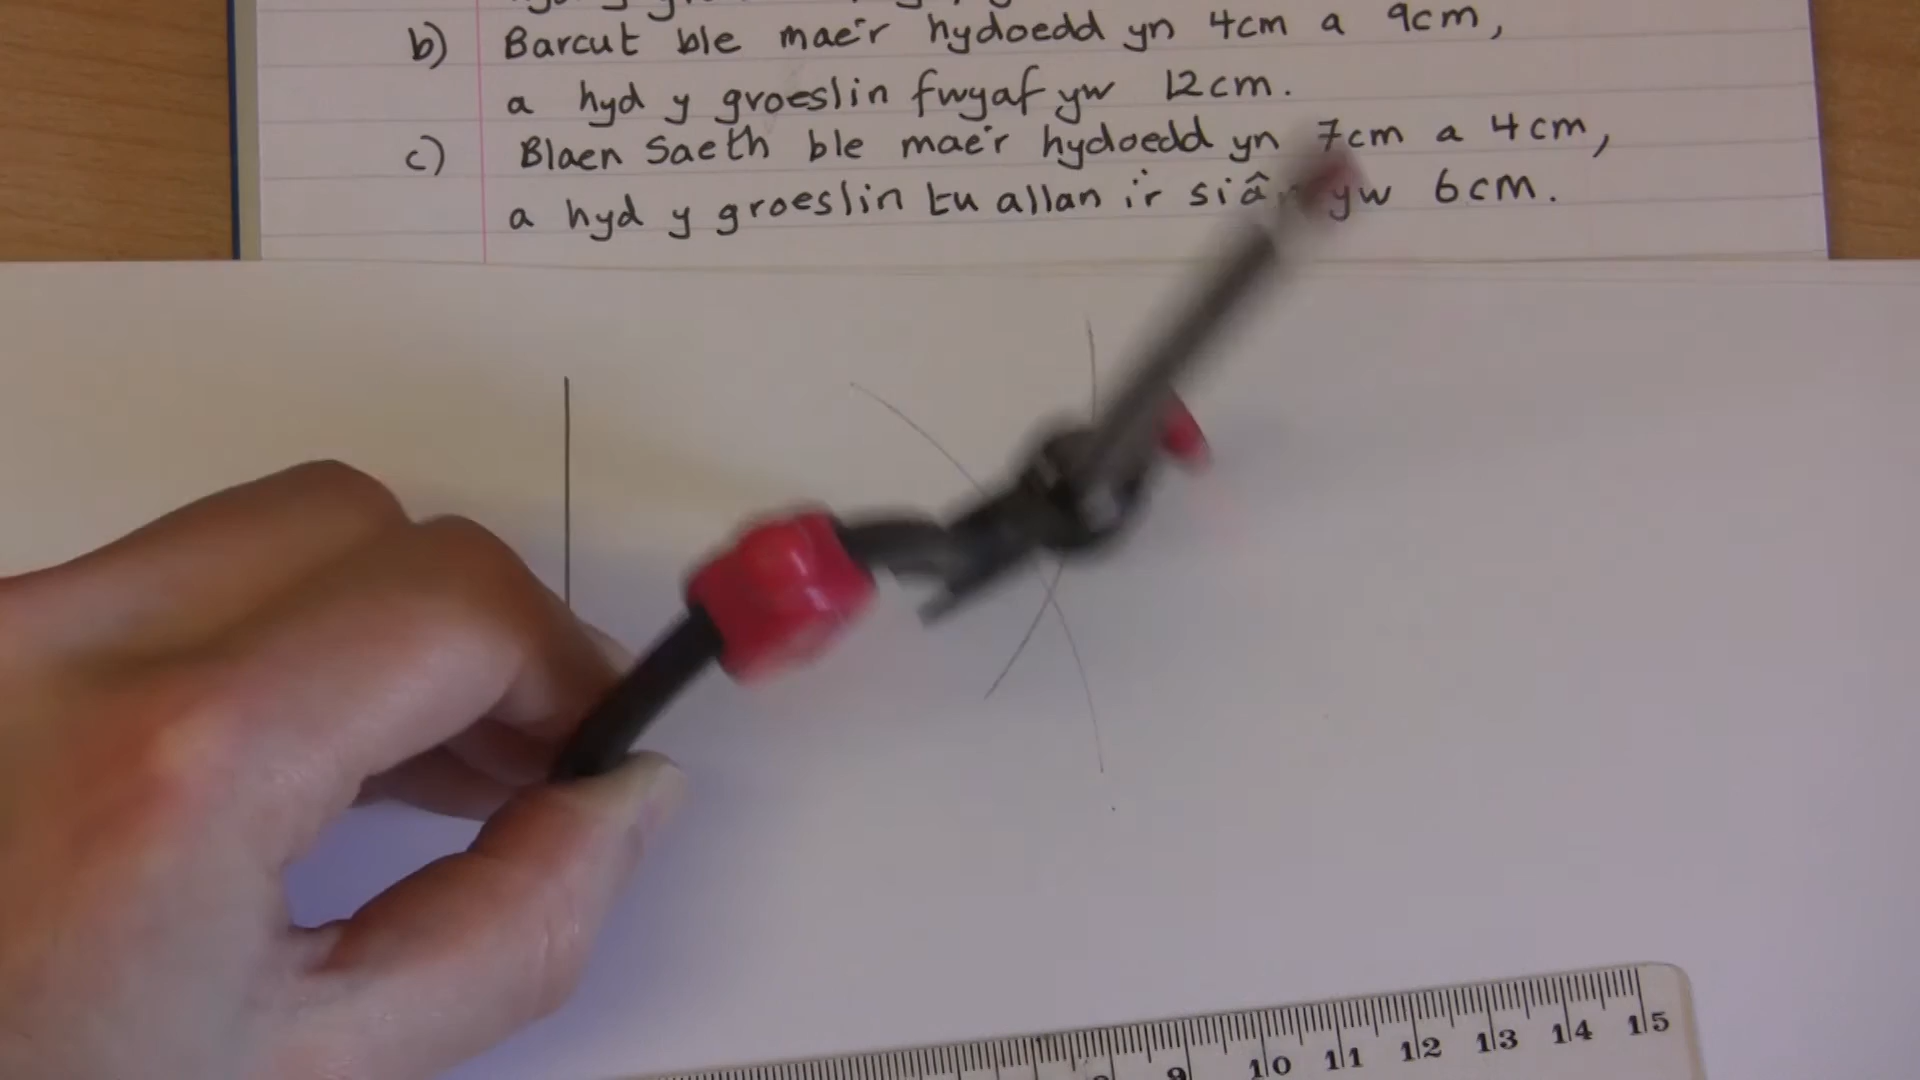 b) Barcut ble mae'r hydoedd yn 4cm a 9cm,
a hyd y groeslin fwyaf yw 12cm.
c) Blaen Saeth ble mae'r hydoedd yn 7cm a 4cm,
a hyd y groeslin tu allan i'r siâp yw 6cm.
9 10 11 12 13 14 15